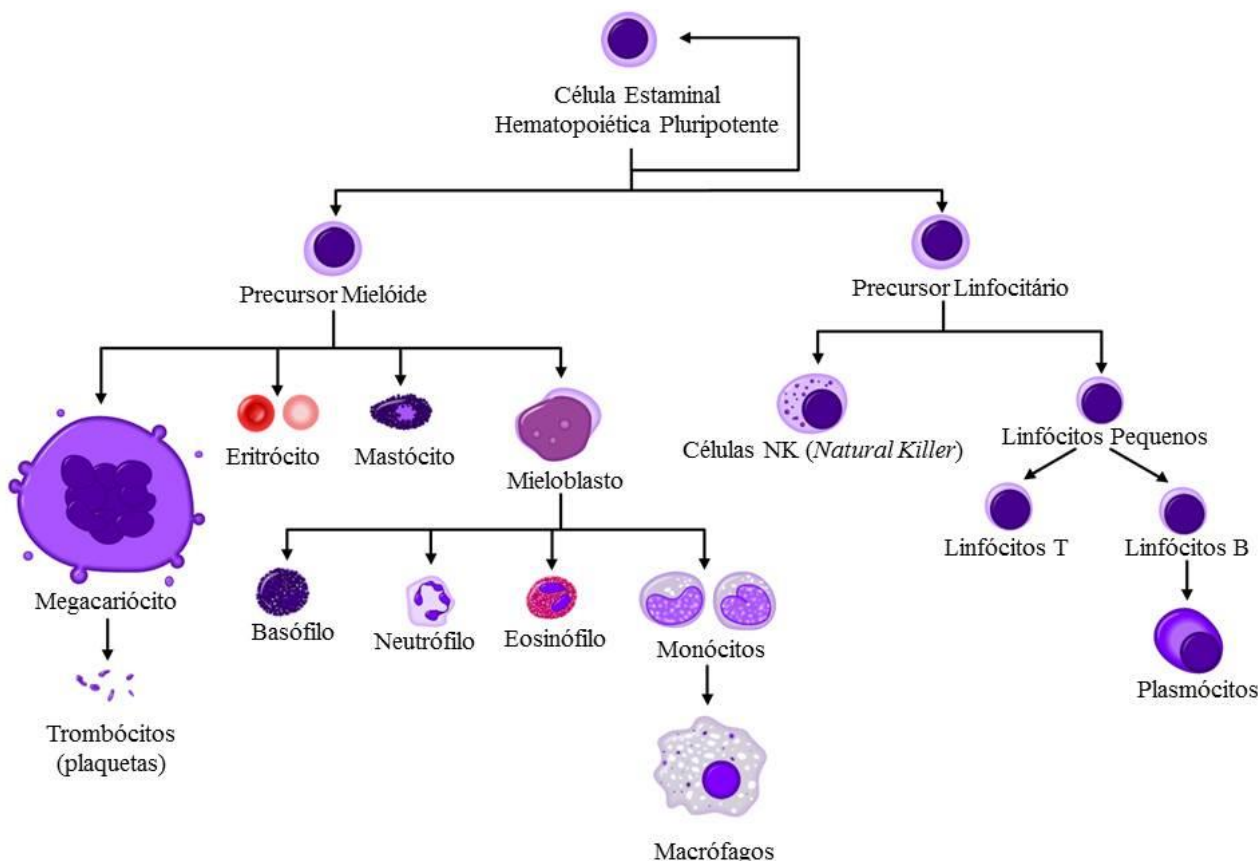 Célula Estaminal
Hematopoiética Pluripotente
Precursor Mielóide
Precursor Linfocitário
Eritrócito
Mastócito
Mieloblasto
Células NK (Natural Killer)
Linfócitos Pequenos
Linfócitos T
Linfócitos B
Megacariócito
Basófilo
Neutrófilo
Eosinófilo
Monócitos
Plasmócitos
Trombócitos
(plaquetas)
Macrófagos